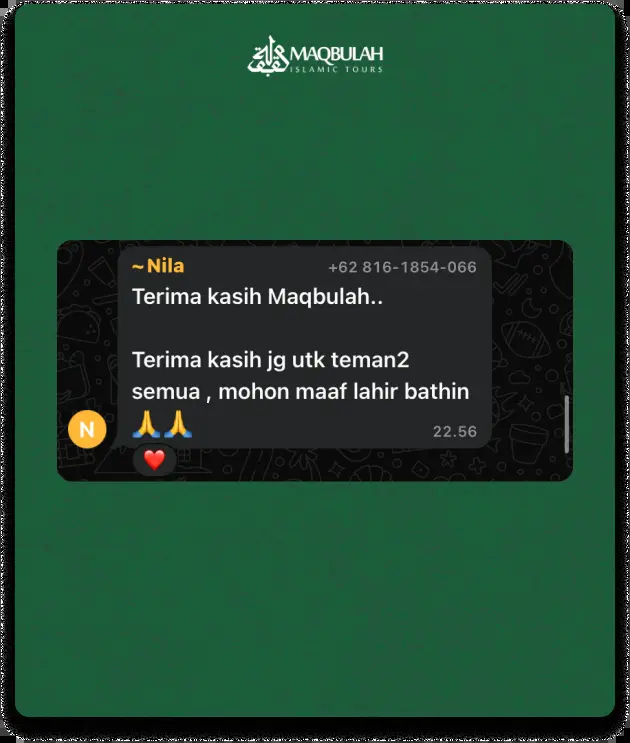 MAQBULAH
ISLAMIC TOURS
~Nila +62 816-1854-066
Terima kasih Maqbulah..
Terima kasih jg utk teman2
semua , mohon maaf lahir bathin
🙏🙏 22.56
N
❤️